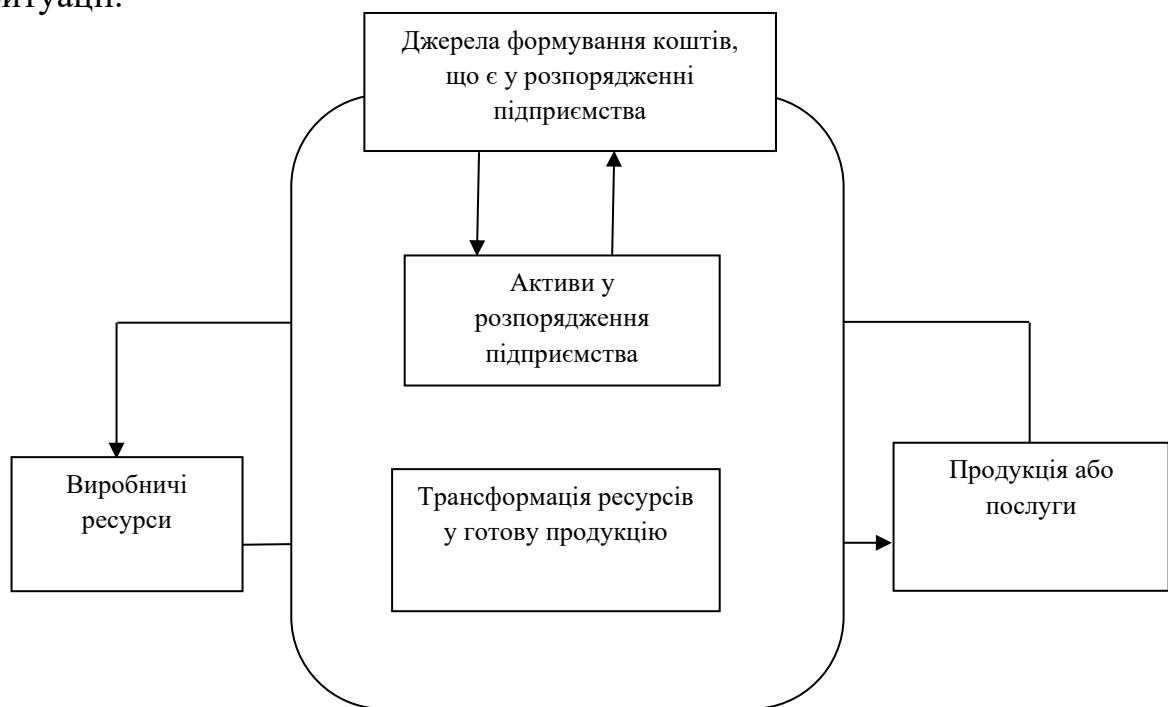 итуації.
Джерела формування коштів,
що є у розпорядженні
підприємства
Активи у
розпорядження
підприємства
Виробничі
ресурси
Трансформація ресурсів
у готову продукцію
Продукція або
послуги